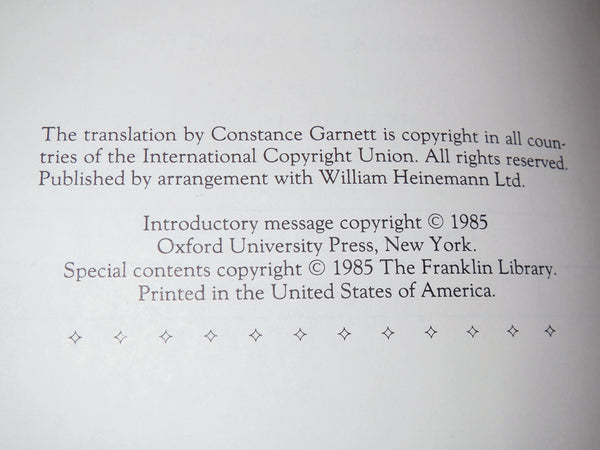 The translation by Constance Garnett is copyright in all coun-
tries of the International Copyright Union. All rights reserved.
Published by arrangement with William Heinemann Ltd.
Introductory message copyright © 1985
Oxford University Press, New York.
Special contents copyright © 1985 The Franklin Library.
Printed in the United States of America.